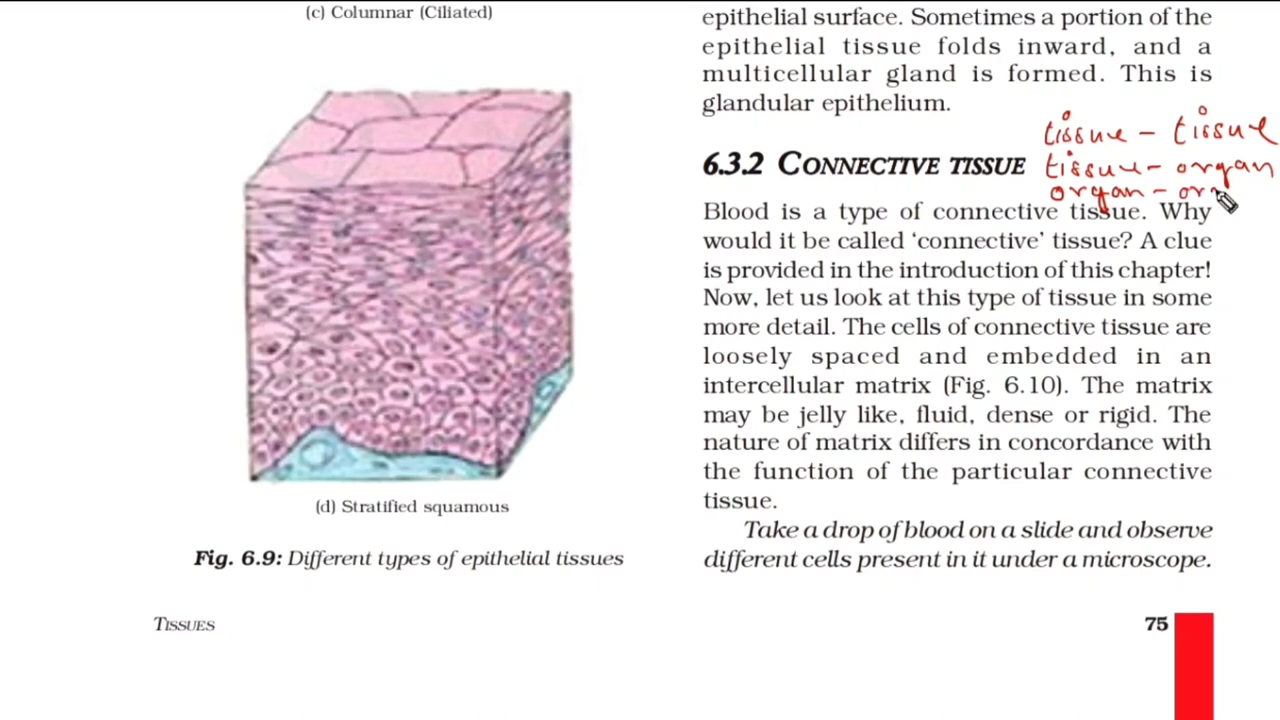 (c) Columnar (Ciliated)
(d) Stratified squamous
Fig. 6.9: Different types of epithelial tissues
epithelial surface. Sometimes a portion of the
epithelial tissue folds inward, and a
multicellular gland is formed. This is
glandular epithelium.
tissue - tissue
6.3.2 CONNECTIVE TISSUE
tissue - organ
organ - or
Blood is a type of connective tissue. Why
would it be called ‘connective’ tissue? A clue
is provided in the introduction of this chapter!
Now, let us look at this type of tissue in some
more detail. The cells of connective tissue are
loosely spaced and embedded in an
intercellular matrix (Fig. 6.10). The matrix
may be jelly like, fluid, dense or rigid. The
nature of matrix differs in concordance with
the function of the particular connective
tissue.
Take a drop of blood on a slide and observe
different cells present in it under a microscope.
TISSUES
75